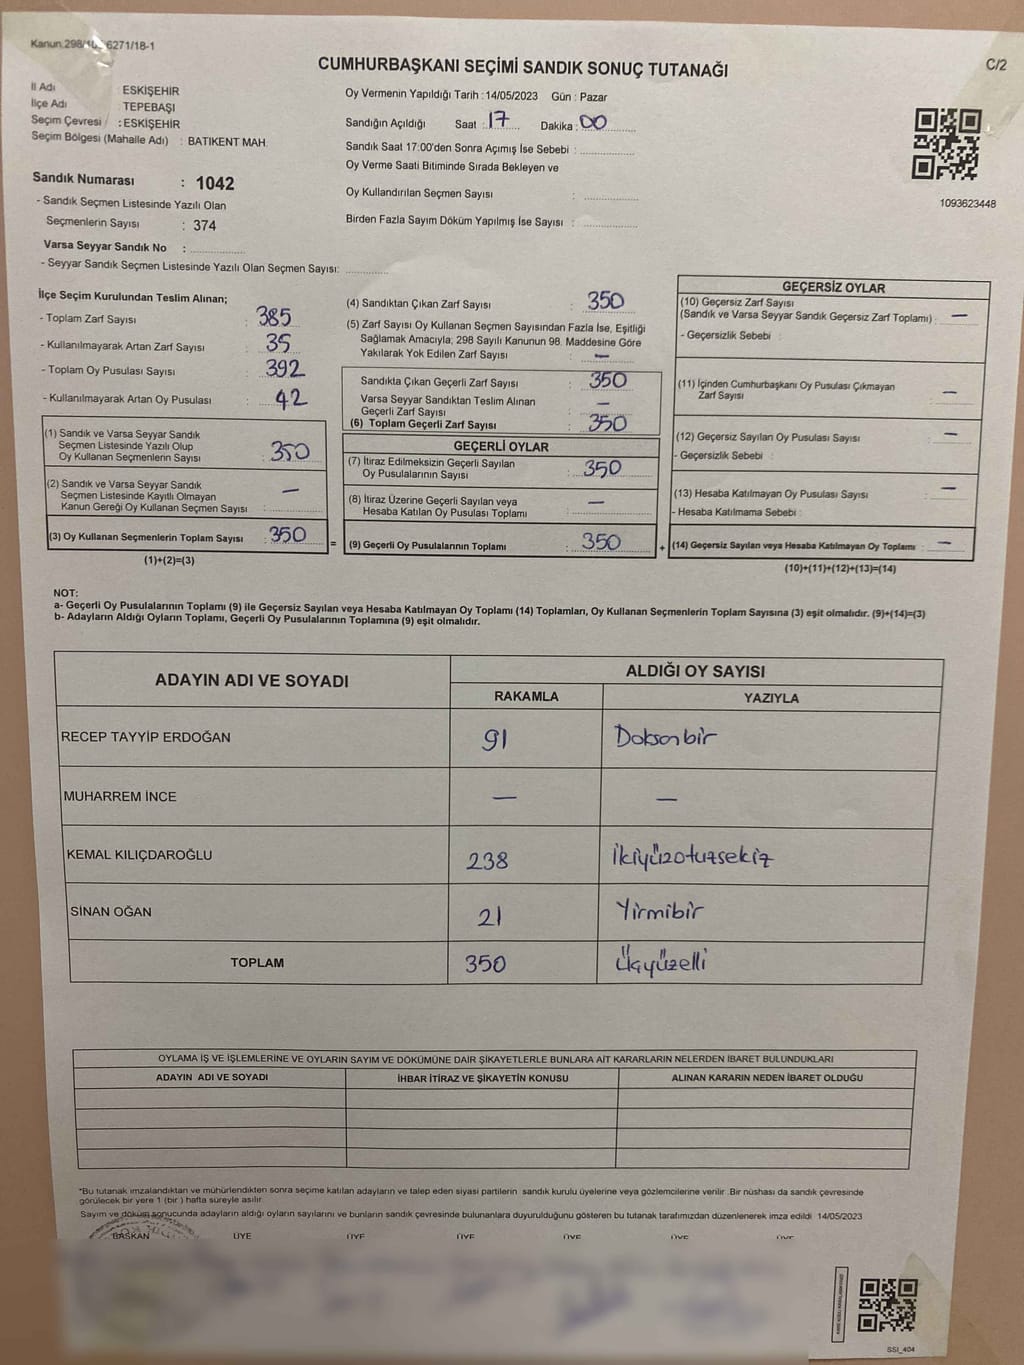 Kanun.298/ 6271/18-1
CUMHURBAŞKANI SEÇİMİ SANDIK SONUÇ TUTANAĞI
C/2
İl Adı : ESKİŞEHİR
İlçe Adı : TEPEBAŞI
Seçim Çevresi : ESKİŞEHİR
Seçim Bölgesi (Mahalle Adı) : BATIKENT MAH.
Sandık Numarası : 1042
- Sandık Seçmen Listesinde Yazılı Olan
Seçmenlerin Sayısı : 374
Varsa Seyyar Sandık No :
- Seyyar Sandık Seçmen Listesinde Yazılı Olan Seçmen Sayısı:
Oy Vermenin Yapıldığı Tarih : 14/05/2023 Gün : Pazar
Sandığın Açıldığı Saat : 17 Dakika : 00
Sandık Saat 17:00'den Sonra Açımış İse Sebebi :
Oy Verme Saati Bitiminde Sırada Bekleyen ve
Oy Kullandırılan Seçmen Sayısı :
Birden Fazla Sayım Döküm Yapılmış İse Sayısı :
1093623448
İlçe Seçim Kurulundan Teslim Alınan;
- Toplam Zarf Sayısı : 385
- Kullanılmayarak Artan Zarf Sayısı : 35
- Toplam Oy Pusulası Sayısı : 392
- Kullanılmayarak Artan Oy Pusulası : 42
(1) Sandık ve Varsa Seyyar Sandık
Seçmen Listesinde Yazılı Olup
Oy Kullanan Seçmenlerin Sayısı : 350
(2) Sandık ve Varsa Seyyar Sandık
Seçmen Listesinde Kayıtlı Olmayan
Kanun Gereği Oy Kullanan Seçmen Sayısı : —
(3) Oy Kullanan Seçmenlerin Toplam Sayısı : 350
(1)+(2)=(3)
=
(4) Sandıktan Çıkan Zarf Sayısı : 350
(5) Zarf Sayısı Oy Kullanan Seçmen Sayısından Fazla İse, Eşitliği
Sağlamak Amacıyla; 298 Sayılı Kanunun 98. Maddesine Göre
Yakılarak Yok Edilen Zarf Sayısı : —
Sandıkta Çıkan Geçerli Zarf Sayısı : 350
Varsa Seyyar Sandıktan Teslim Alınan
Geçerli Zarf Sayısı : —
(6) Toplam Geçerli Zarf Sayısı : 350
GEÇERLİ OYLAR
(7) İtiraz Edilmeksizin Geçerli Sayılan
Oy Pusulalarının Sayısı : 350
(8) İtiraz Üzerine Geçerli Sayılan veya
Hesaba Katılan Oy Pusulası Toplamı : —
(9) Geçerli Oy Pusulalarının Toplamı : 350
+
GEÇERSİZ OYLAR
(10) Geçersiz Zarf Sayısı
(Sandık ve Varsa Seyyar Sandık Geçersiz Zarf Toplamı) : —
- Geçersizlik Sebebi :
(11) İçinden Cumhurbaşkanı Oy Pusulası Çıkmayan
Zarf Sayısı : —
(12) Geçersiz Sayılan Oy Pusulası Sayısı : —
- Geçersizlik Sebebi :
(13) Hesaba Katılmayan Oy Pusulası Sayısı : —
- Hesaba Katılmama Sebebi :
(14) Geçersiz Sayılan veya Hesaba Katılmayan Oy Toplamı : —
(10)+(11)+(12)+(13)=(14)
NOT:
a- Geçerli Oy Pusulalarının Toplamı (9) ile Geçersiz Sayılan veya Hesaba Katılmayan Oy Toplamı (14) Toplamları, Oy Kullanan Seçmenlerin Toplam Sayısına (3) eşit olmalıdır. (9)+(14)=(3)
b- Adayların Aldığı Oyların Toplamı, Geçerli Oy Pusulalarının Toplamına (9) eşit olmalıdır.
ADAYIN ADI VE SOYADI
ALDIĞI OY SAYISI
RAKAMLA YAZIYLA
RECEP TAYYİP ERDOĞAN 91 Doksanbir
MUHARREM İNCE — —
KEMAL KILIÇDAROĞLU 238 İkiyüzotuzsekiz
SİNAN OĞAN 21 Yirmibir
TOPLAM 350 Üçyüzelli
OYLAMA İŞ VE İŞLEMLERİNE VE OYLARIN SAYIM VE DÖKÜMÜNE DAİR ŞİKAYETLERLE BUNLARA AİT KARARLARIN NELERDEN İBARET BULUNDUKLARI
ADAYIN ADI VE SOYADI İHBAR İTİRAZ VE ŞİKAYETİN KONUSU ALINAN KARARIN NEDEN İBARET OLDUĞU
*Bu tutanak imzalandıktan ve mühürlendikten sonra seçime katılan adayların ve talep eden siyasi partilerin sandık kurulu üyelerine veya gözlemcilerine verilir. Bir nüshası da sandık çevresinde
görülecek bir yere 1 (bir ) hafta süreyle asılır.
Sayım ve döküm sonucunda adayların aldığı oyların sayılarını ve bunların sandık çevresinde bulunanlara duyurulduğunu gösteren bu tutanak tarafımızdan düzenlenerek imza edildi 14/05/2023
BAŞKAN ÜYE ÜYE ÜYE ÜYE ÜYE ÜYE
SSİ_404